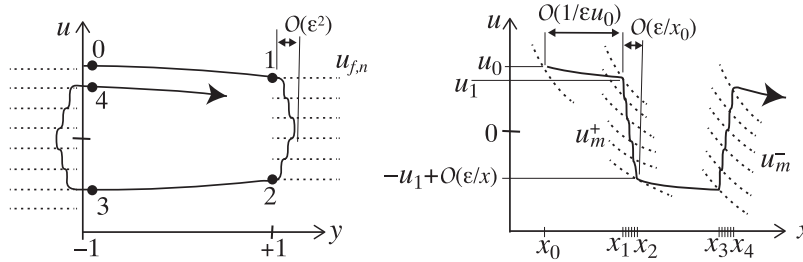 u
0
1
4
3
2
O(ε²)
u_{f,n}
−1
+1
y
u
O(1/εu₀)
O(ε/x₀)
u₀
u₁
0
u_m^+
u_m^−
−u₁+O(ε/x)
x₀
x₁ x₂
x₃ x₄
x